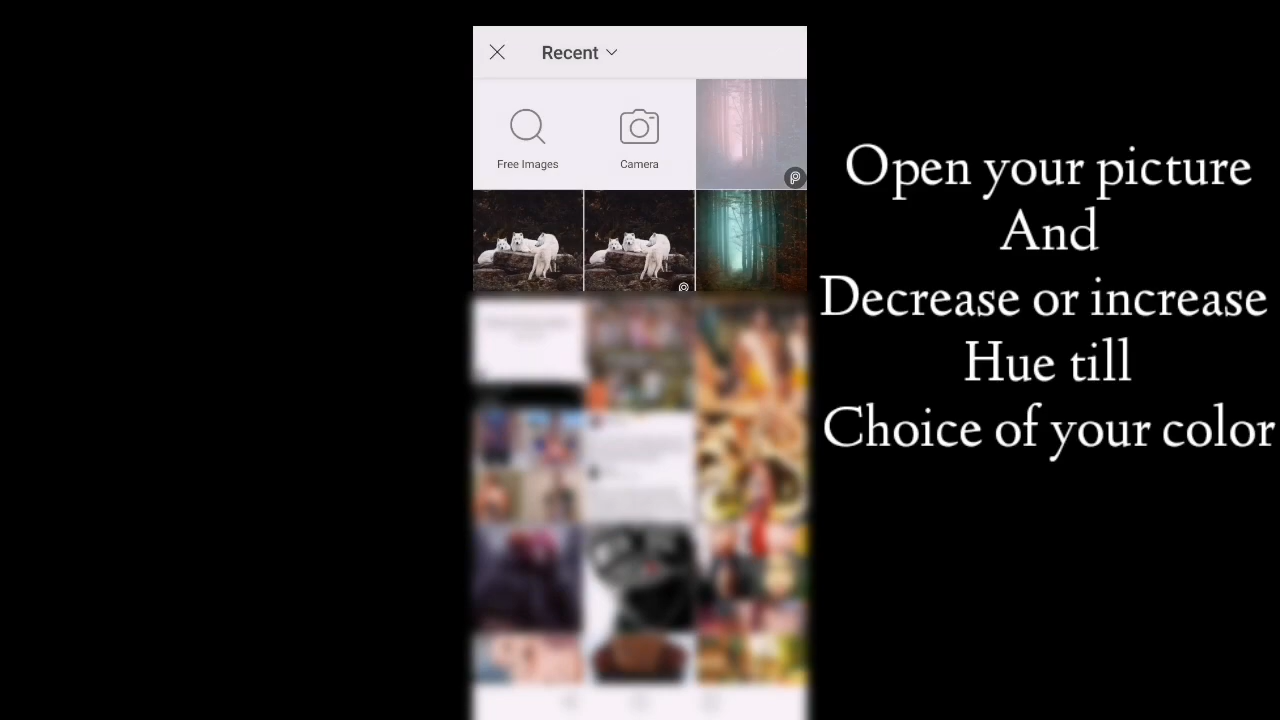 Recent
Free Images
Camera
Open your picture
And
Decrease or increase
Hue till
Choice of your color